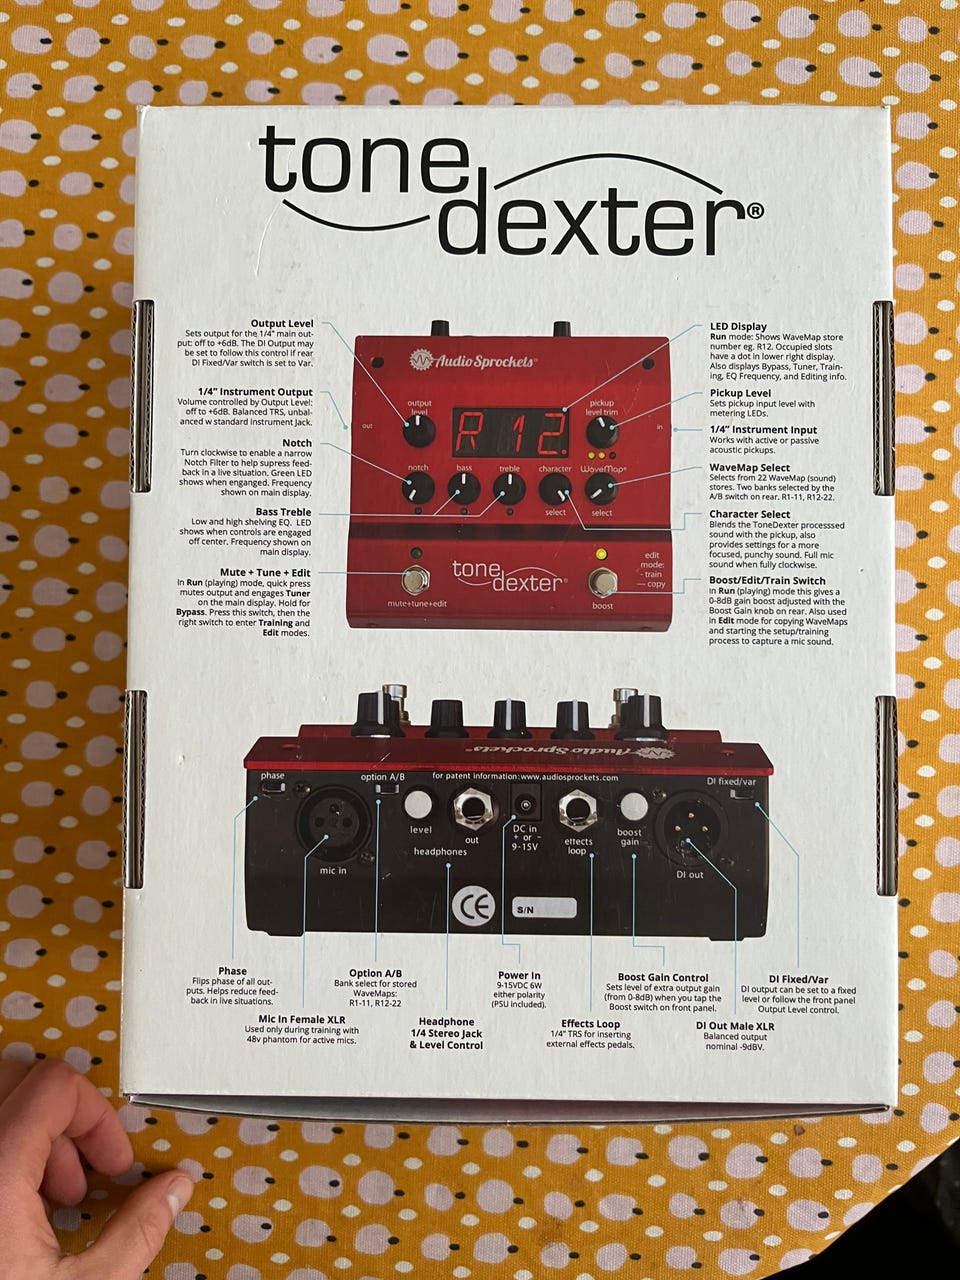 tone
dexter®
Output Level
Sets output for the 1/4" main out-
put: off to +6dB. The DI Output may
be set to follow this control if rear
DI Fixed/Var switch is set to Var.
1/4" Instrument Output
Volume controlled by Output Level:
off to +6dB. Balanced TRS, unbal-
anced w standard Instrument Jack.
Notch
Turn clockwise to enable a narrow
Notch Filter to help supress feed-
back in a live situation. Green LED
shows when enganged. Frequency
shown on main display.
Bass Treble
Low and high shelving EQ. LED
shows when controls are engaged
off center. Frequency shown on
main display.
Mute + Tune + Edit
In Run (playing) mode, quick press
mutes output and engages Tuner
on the main display. Hold for
Bypass. Press this switch, then the
right switch to enter Training and
Edit modes.
AudioSprockets®
output
level
pickup
level trim
out
in
R 12.
notch
bass
treble
character
WaveMap®
select
select
tone
dexter®
edit
mode:
- train
— copy
mute+tune+edit
boost
LED Display
Run mode: Shows WaveMap store
number eg. R12. Occupied slots
have a dot in lower right display.
Also displays Bypass, Tuner, Train-
ing, EQ Frequency, and Editing info.
Pickup Level
Sets pickup input level with
metering LEDs.
1/4" Instrument Input
Works with active or passive
acoustic pickups.
WaveMap Select
Selects from 22 WaveMap (sound)
stores. Two banks selected by the
A/B switch on rear. R1-11, R12-22.
Character Select
Blends the ToneDexter processsed
sound with the pickup, also
provides settings for a more
focused, punchy sound. Full mic
sound when fully clockwise.
Boost/Edit/Train Switch
In Run (playing) mode this gives a
0-8dB gain boost adjusted with the
Boost Gain knob on rear. Also used
in Edit mode for copying WaveMaps
and starting the setup/training
process to capture a mic sound.
AudioSprockets®
phase
option A/B
for patent information:www.audiosprockets.com
DI fixed/var
level
out
headphones
DC in
+ or -
9-15V
effects
loop
boost
gain
mic in
DI out
CE
S/N
Phase
Flips phase of all out-
puts. Helps reduce feed-
back in live situations.
Option A/B
Bank select for stored
WaveMaps:
R1-11, R12-22
Power In
9-15VDC 6W
either polarity
(PSU included).
Boost Gain Control
Sets level of extra output gain
(from 0-8dB) when you tap the
Boost switch on front panel.
DI Fixed/Var
DI output can be set to a fixed
level or follow the front panel
Output Level control.
Mic In Female XLR
Used only during training with
48v phantom for active mics.
Headphone
1/4 Stereo Jack
& Level Control
Effects Loop
1/4" TRS for inserting
external effects pedals.
DI Out Male XLR
Balanced output
nominal -9dBV.